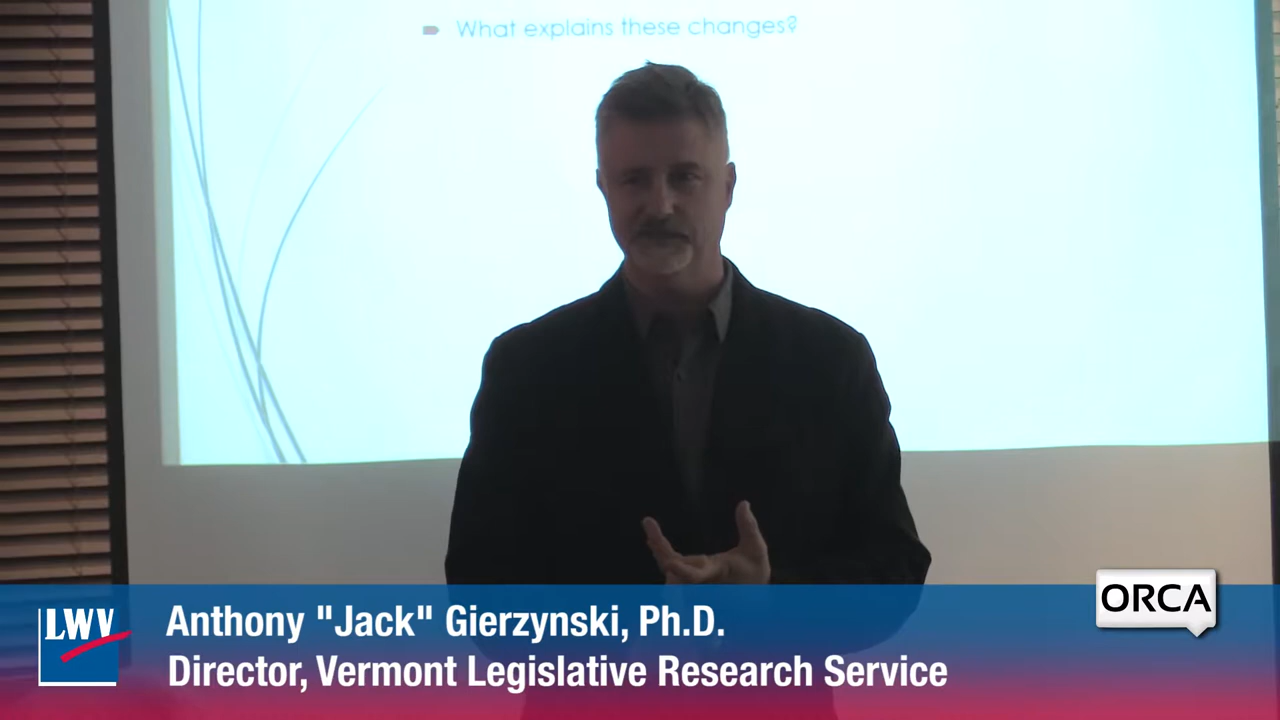 What explains these changes?
LWV
Anthony "Jack" Gierzynski, Ph.D.
Director, Vermont Legislative Research Service
ORCA